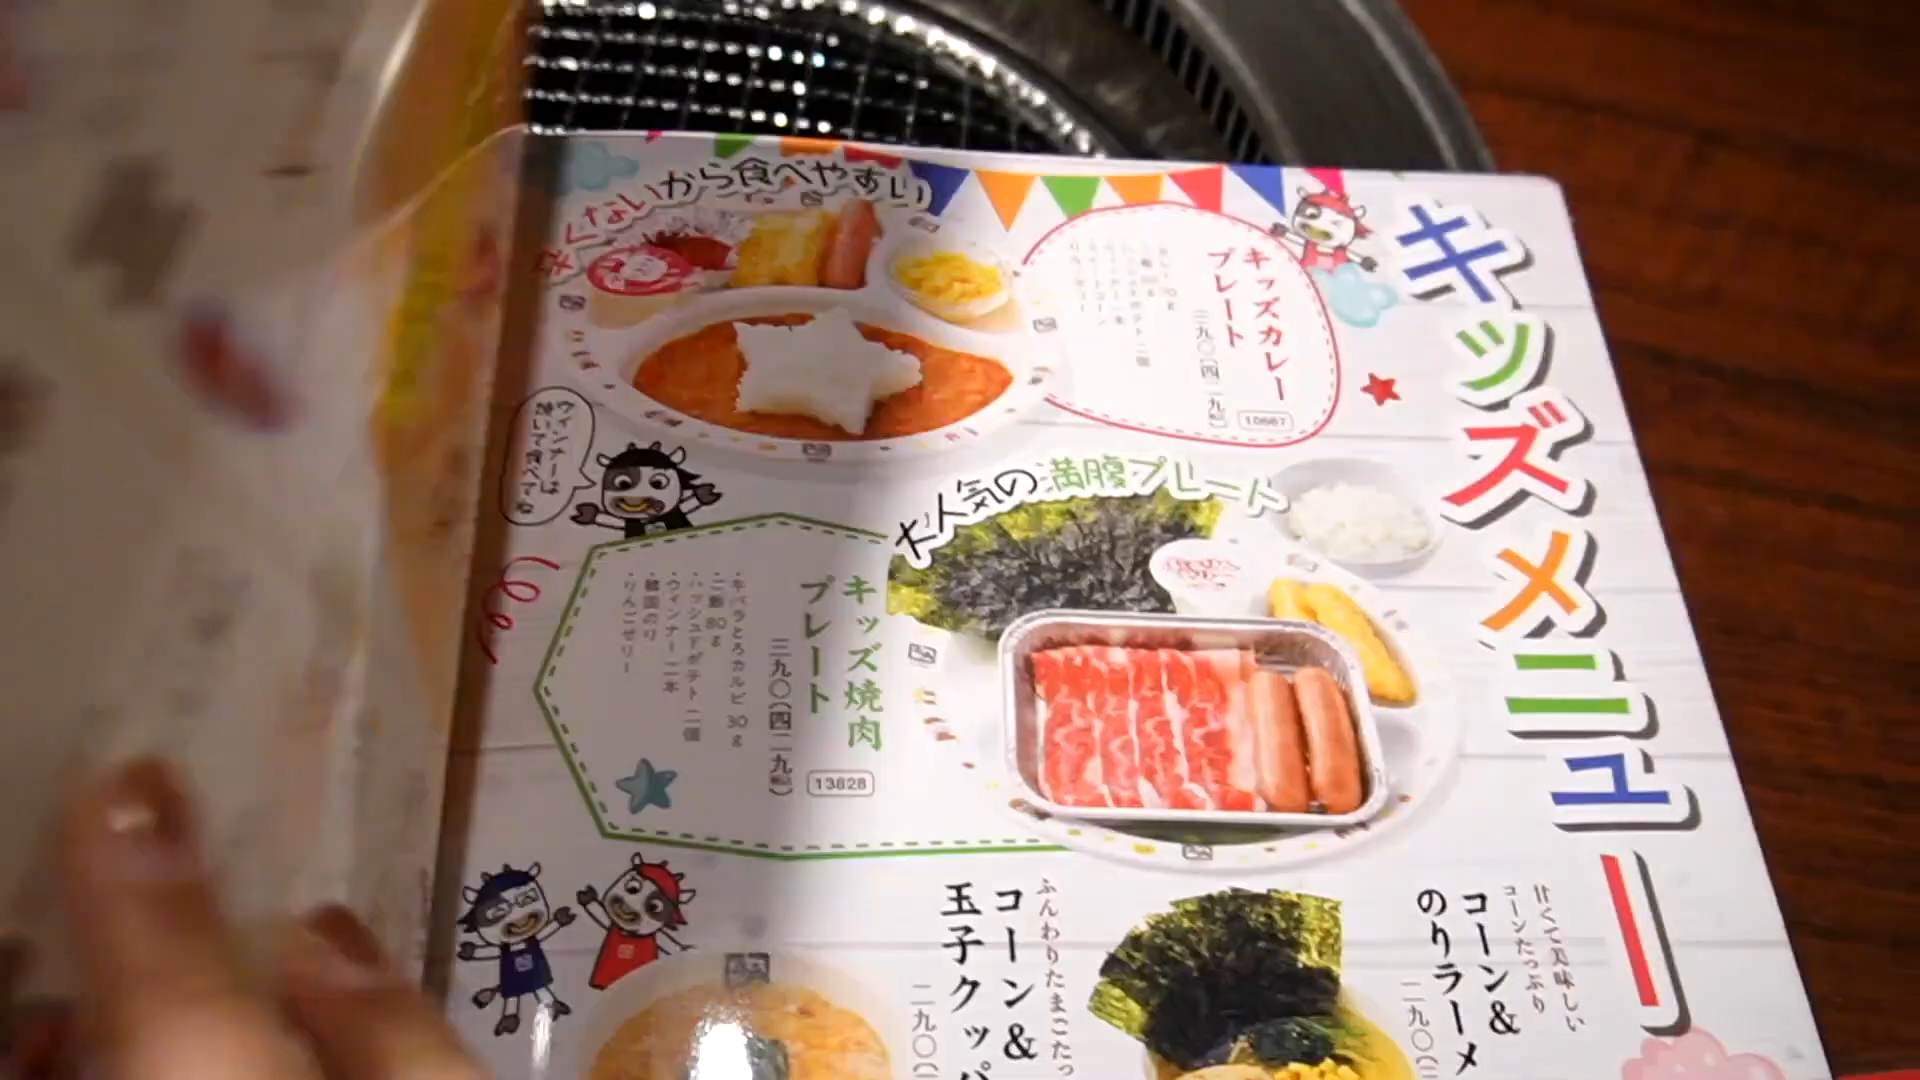 キッズメニュー
辛くないから食べやすい
キッズカレー
プレート
三九〇(四二九税込)
10667
ウィンナーは
焼いて食べてね
大人気の満腹プレート
キッズ焼肉
プレート
三九〇(四二九税込)
13828
・牛バラとろカルビ 30g
・ご飯 80g
・ハッシュドポテト 二個
・ウィンナー 二本
・韓国のり
・りんごゼリー
甘くて美味しい
コーンたっぷり
コーン&
のりラーメ
二九〇(三
ふんわりたまごたっ
コーン&
玉子クッパ
二九〇(